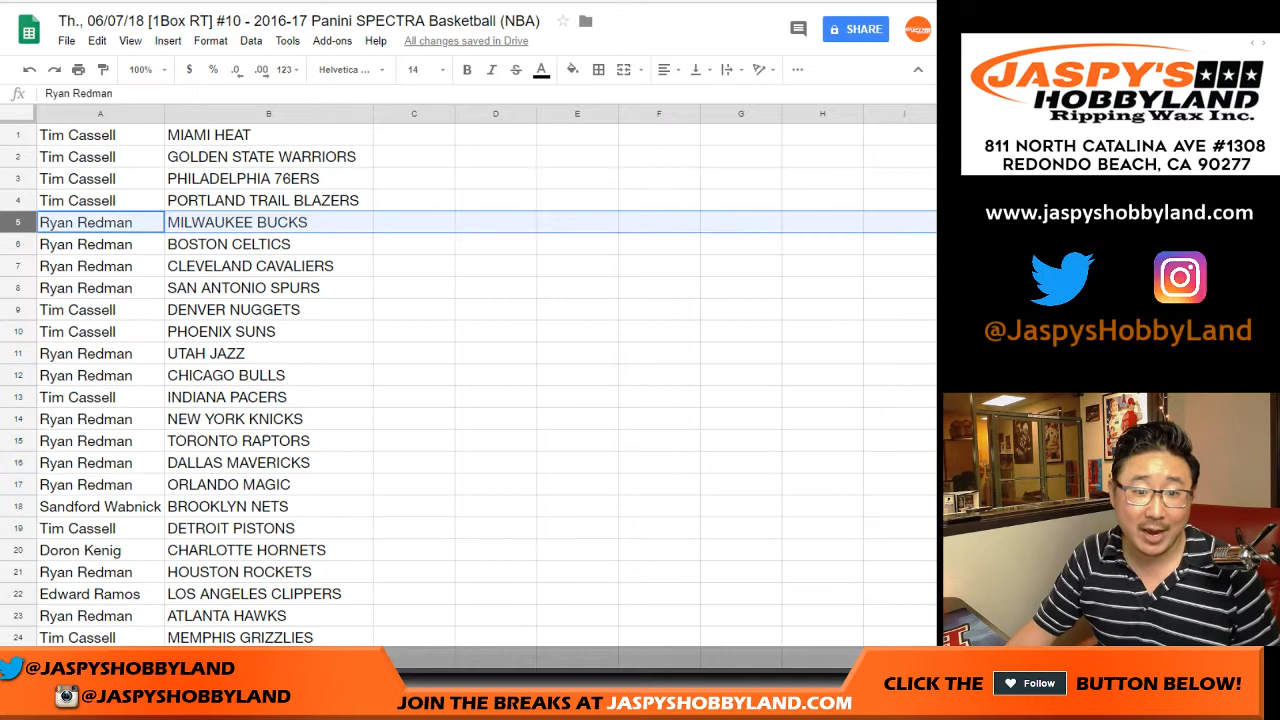 Th., 06/07/18 [1Box RT] #10 - 2016-17 Panini SPECTRA Basketball (NBA)
File Edit View Insert Format Data Tools Add-ons Help All changes saved in Drive
SHARE
100% $ % .0 .00 123 Helvetica ... 14 B I S A
fx Ryan Redman
A B C D E F G H I
1 Tim Cassell MIAMI HEAT
2 Tim Cassell GOLDEN STATE WARRIORS
3 Tim Cassell PHILADELPHIA 76ERS
4 Tim Cassell PORTLAND TRAIL BLAZERS
5 Ryan Redman MILWAUKEE BUCKS
6 Ryan Redman BOSTON CELTICS
7 Ryan Redman CLEVELAND CAVALIERS
8 Ryan Redman SAN ANTONIO SPURS
9 Tim Cassell DENVER NUGGETS
10 Tim Cassell PHOENIX SUNS
11 Ryan Redman UTAH JAZZ
12 Ryan Redman CHICAGO BULLS
13 Tim Cassell INDIANA PACERS
14 Ryan Redman NEW YORK KNICKS
15 Ryan Redman TORONTO RAPTORS
16 Ryan Redman DALLAS MAVERICKS
17 Ryan Redman ORLANDO MAGIC
18 Sandford Wabnick BROOKLYN NETS
19 Tim Cassell DETROIT PISTONS
20 Doron Kenig CHARLOTTE HORNETS
21 Ryan Redman HOUSTON ROCKETS
22 Edward Ramos LOS ANGELES CLIPPERS
23 Ryan Redman ATLANTA HAWKS
24 Tim Cassell MEMPHIS GRIZZLIES
JASPY'S
HOBBYLAND
Ripping Wax Inc.
811 NORTH CATALINA AVE #1308
REDONDO BEACH, CA 90277
www.jaspyshobbyland.com
@JaspysHobbyLand
@JASPYSHOBBYLAND
@JASPYSHOBBYLAND
JOIN THE BREAKS AT JASPYSHOBBYLAND.COM
CLICK THE Follow BUTTON BELOW!